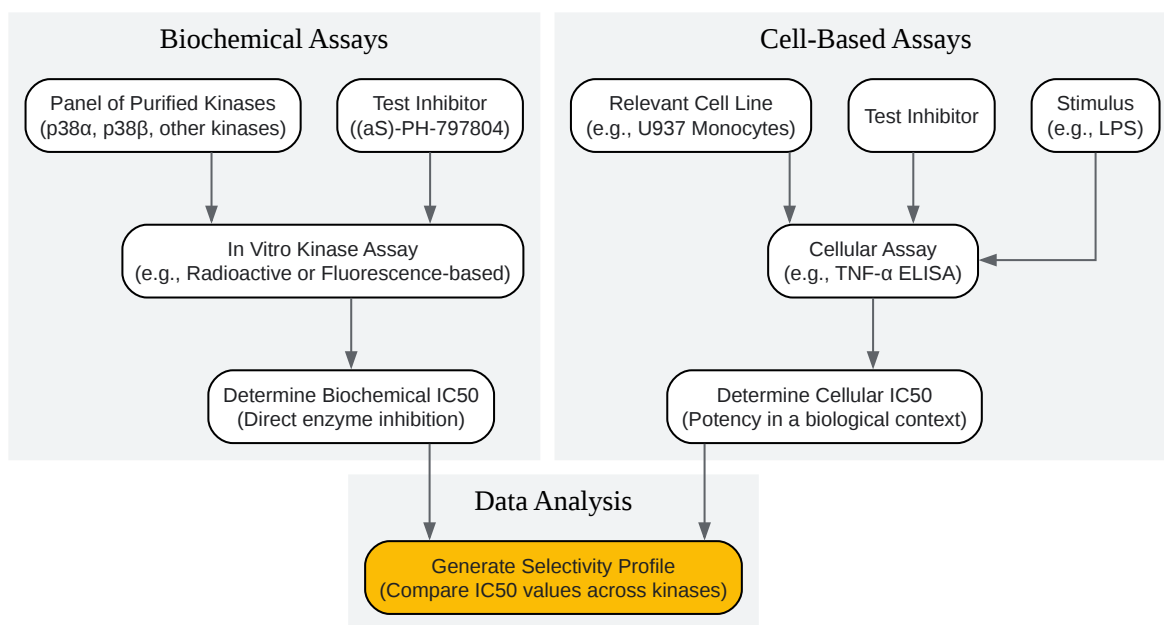 Biochemical Assays
Panel of Purified Kinases
(p38α, p38β, other kinases)
Test Inhibitor
((aS)-PH-797804)
In Vitro Kinase Assay
(e.g., Radioactive or Fluorescence-based)
Determine Biochemical IC50
(Direct enzyme inhibition)
Cell-Based Assays
Relevant Cell Line
(e.g., U937 Monocytes)
Test Inhibitor
Stimulus
(e.g., LPS)
Cellular Assay
(e.g., TNF-α ELISA)
Determine Cellular IC50
(Potency in a biological context)
Data Analysis
Generate Selectivity Profile
(Compare IC50 values across kinases)